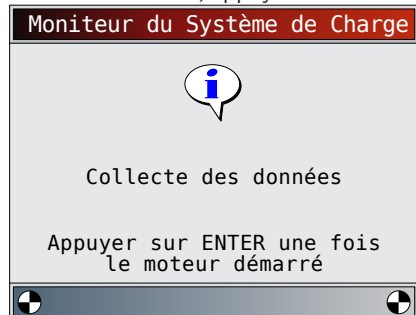 Moniteur du Système de Charge
i
Collecte des données
Appuyer sur ENTER une fois
le moteur démarré